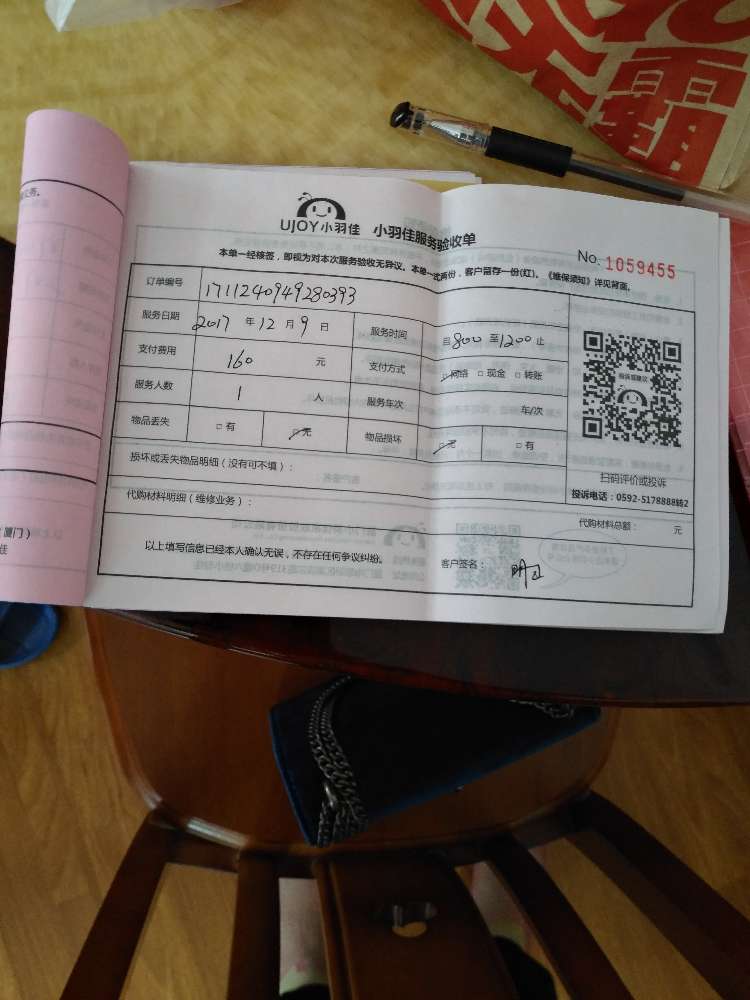 霸
UJOY小羽佳 小羽佳服务验收单
本单一经核签，即视为对本次服务验收无异议。本单一式两份，客户留存一份(红)。《维保须知》详见背面。
No. 1059455
订单编号 1711240949280393
服务日期 2017 年 12 月 9 日 服务时间 自 800 至 1200 止
支付费用 160 元 支付方式 □网络 □现金 □转账
服务人数 1 人 服务车次 车/次
物品丢失 □有 □无 物品损坏 □无 □有
扫码评价或投诉
投诉电话：0592-5178888转2
损坏或丢失物品明细（没有可不填）：
代购材料明细（维修业务）： 代购材料总额： 元
以上填写信息已经本人确认无误，不存在任何争议纠纷。 客户签名：
厦门）
佳